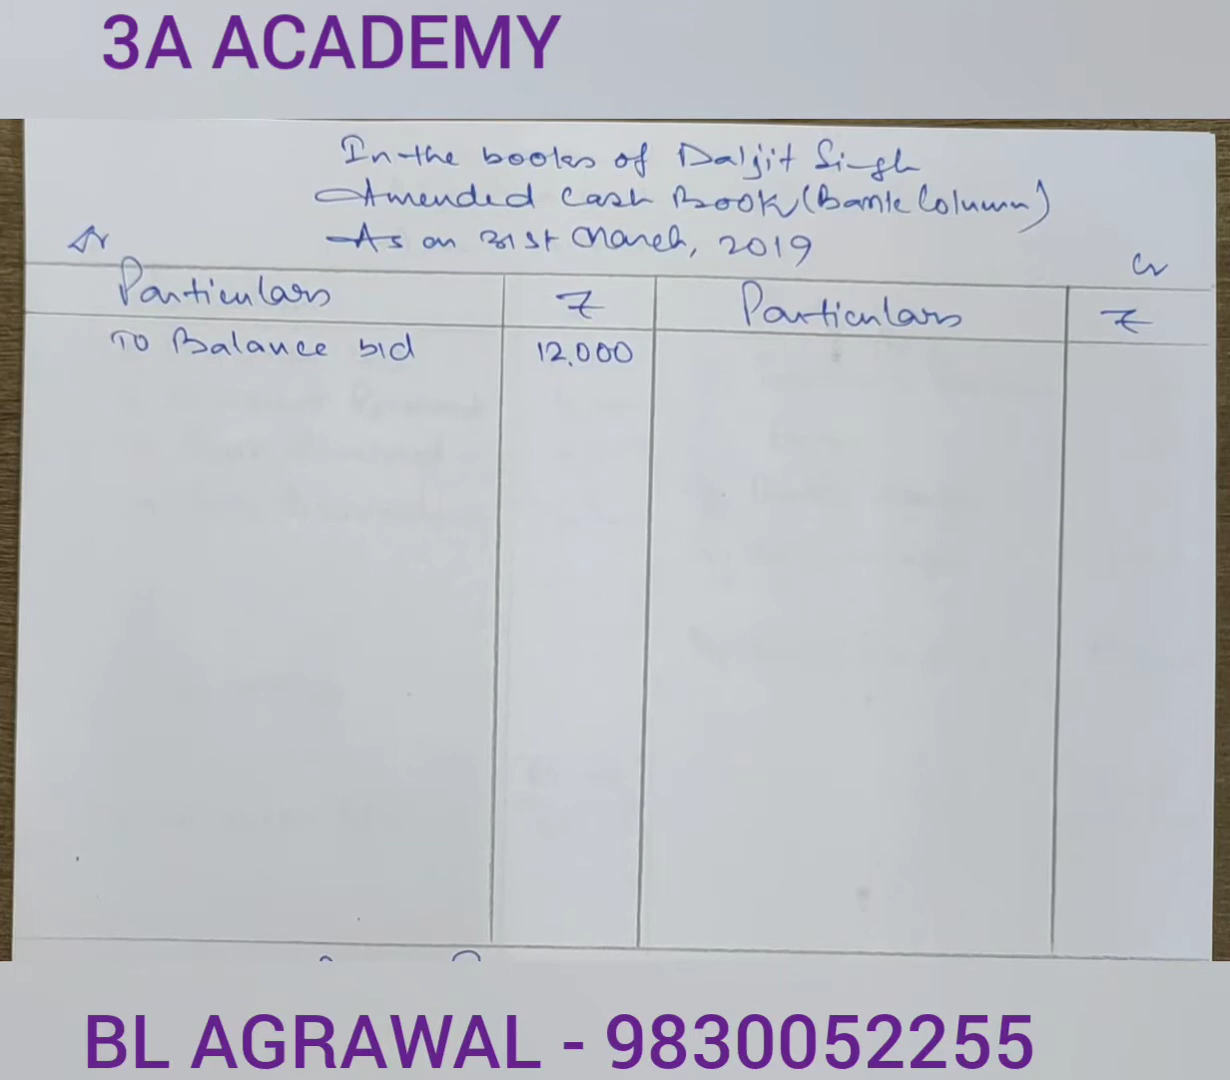 3A ACADEMY
In the books of Daljit Singh
Amended Cash Book (Bank Column)
Dr As on 31st March, 2019 Cr
Particulars ₹ Particulars ₹
To Balance b/d 12,000
BL AGRAWAL - 9830052255